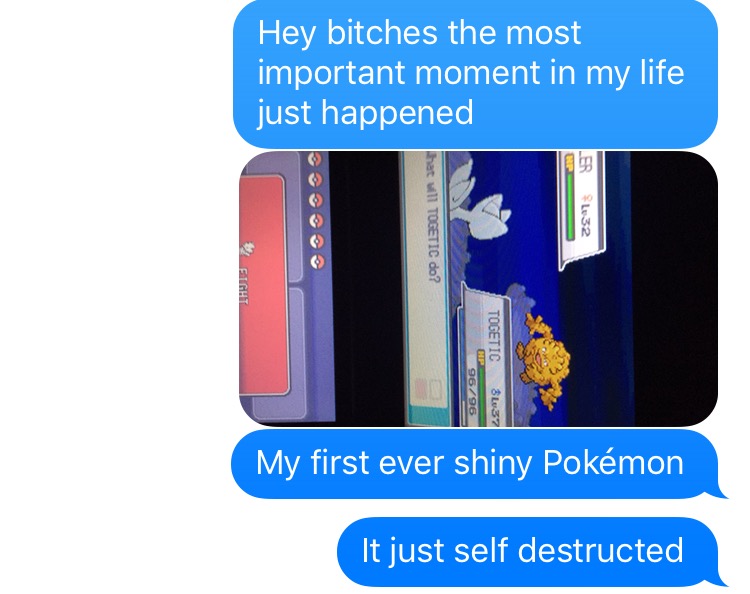 Hey bitches the most
important moment in my life
just happened
LER ♀ Lv32
HP
TOGETIC ♂ Lv37
HP
96/96
What will TOGETIC do?
FIGHT
My first ever shiny Pokémon
It just self destructed